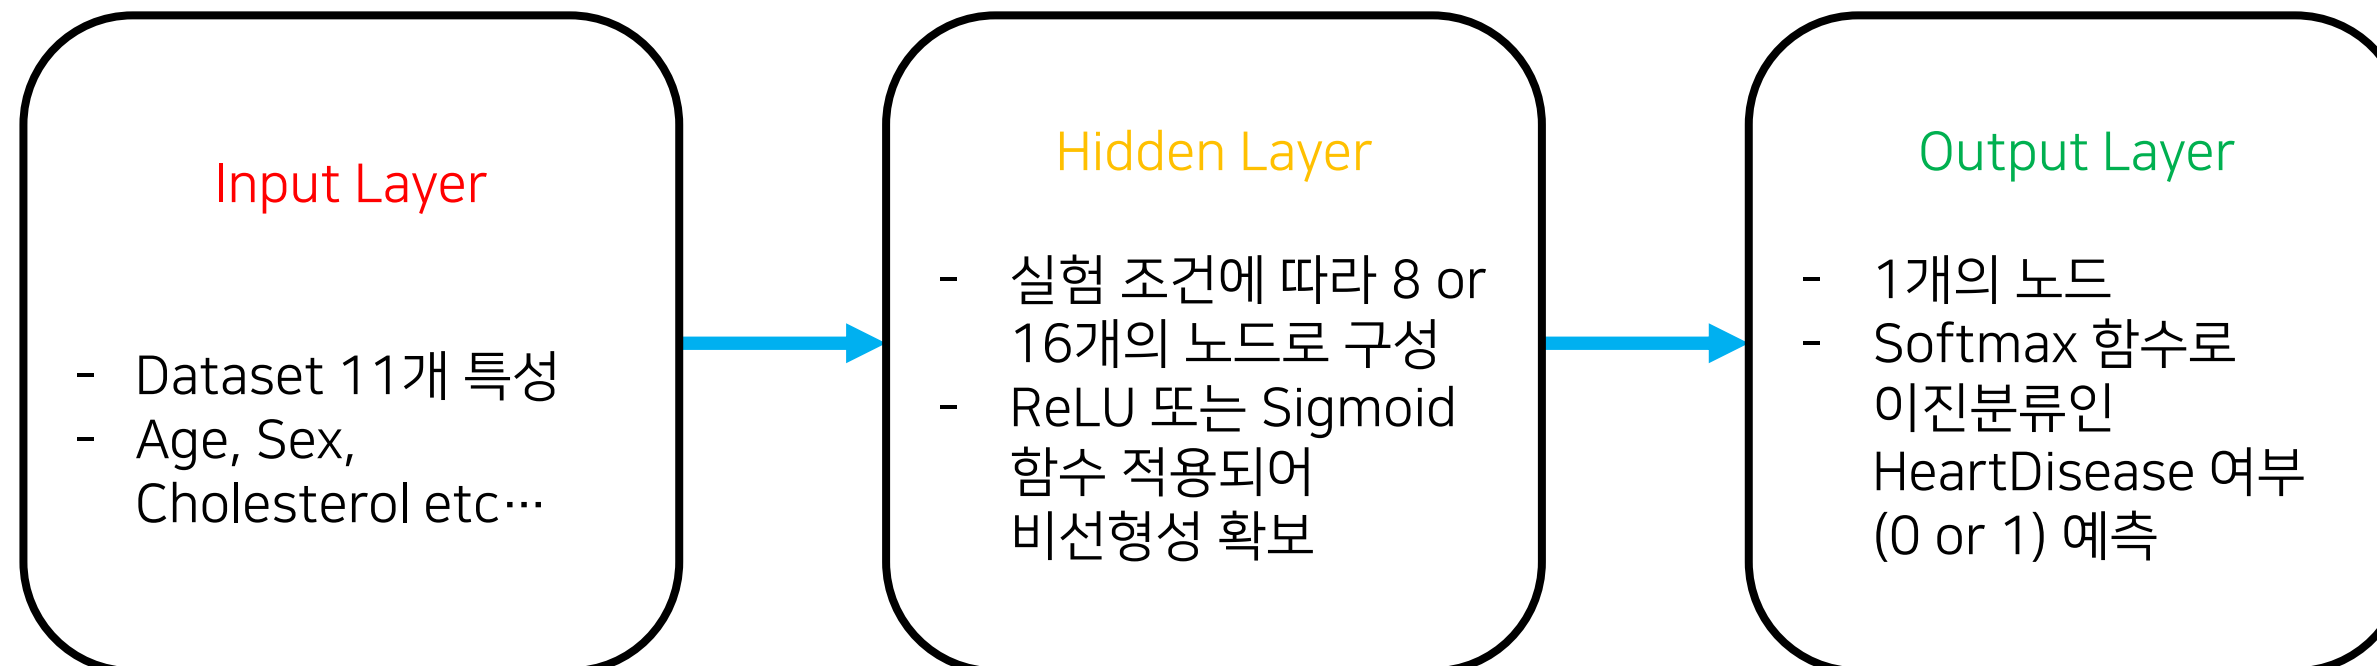 Input Layer
- Dataset 11개 특성
- Age, Sex,
Cholesterol etc…
Hidden Layer
- 실험 조건에 따라 8 or
16개의 노드로 구성
- ReLU 또는 Sigmoid
함수 적용되어
비선형성 확보
Output Layer
- 1개의 노드
- Softmax 함수로
이진분류인
HeartDisease 여부
(0 or 1) 예측